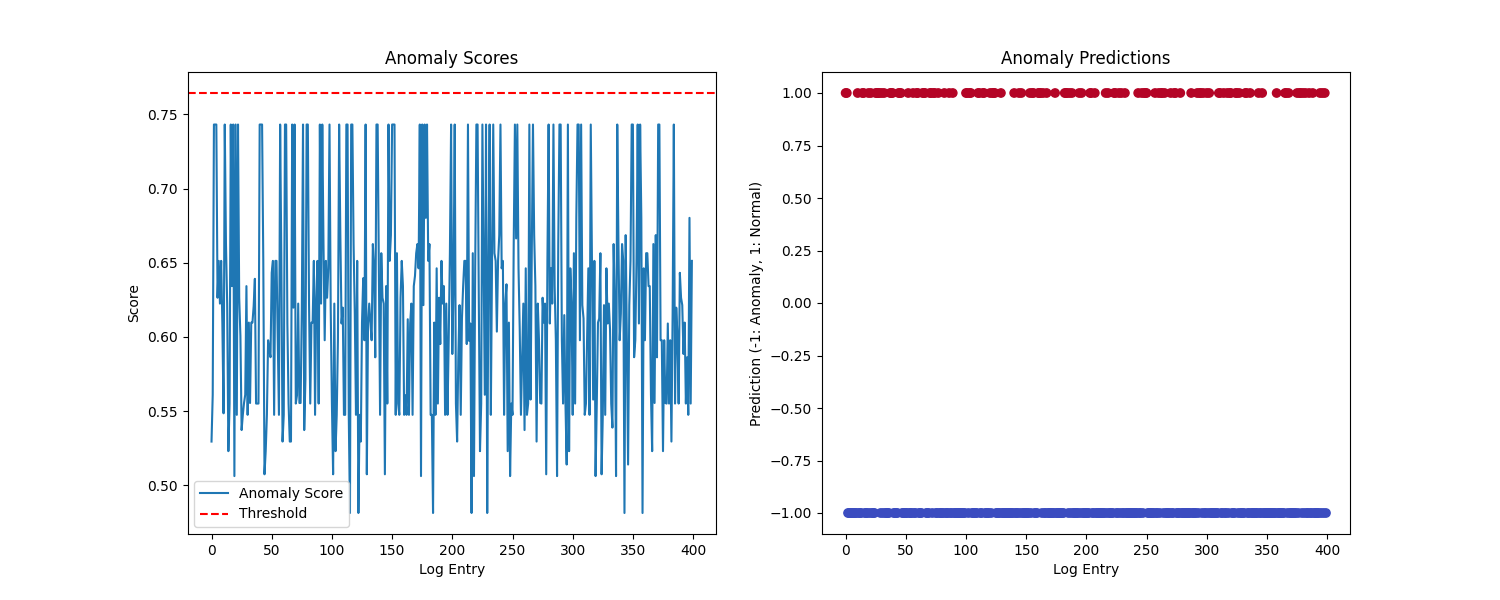 Anomaly Scores
Score
0.75
0.70
0.65
0.60
0.55
0.50
Anomaly Score
Threshold
0 50 100 150 200 250 300 350 400
Log Entry
Anomaly Predictions
Prediction (-1: Anomaly, 1: Normal)
1.00
0.75
0.50
0.25
0.00
−0.25
−0.50
−0.75
−1.00
0 50 100 150 200 250 300 350 400
Log Entry